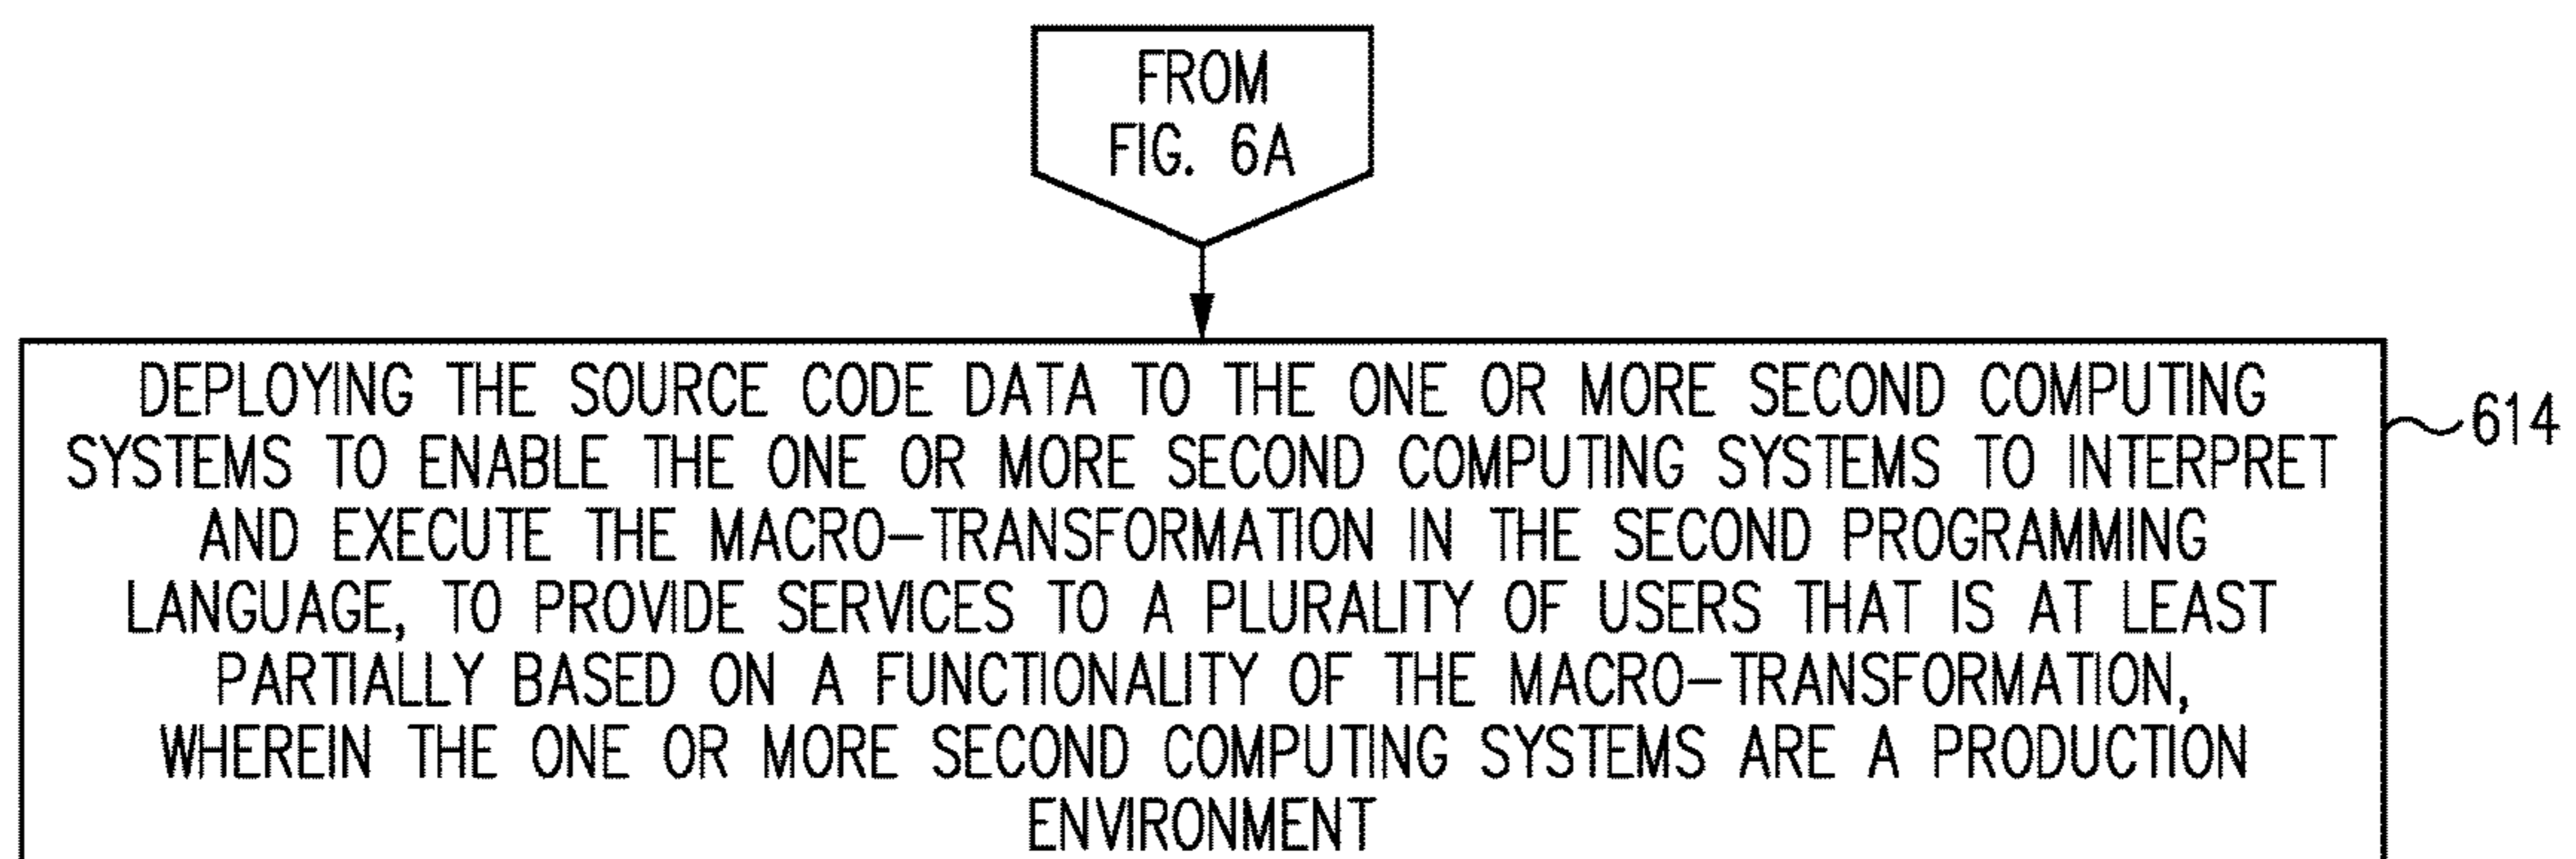 FROM
FIG. 6A
DEPLOYING THE SOURCE CODE DATA TO THE ONE OR MORE SECOND COMPUTING
SYSTEMS TO ENABLE THE ONE OR MORE SECOND COMPUTING SYSTEMS TO INTERPRET
AND EXECUTE THE MACRO-TRANSFORMATION IN THE SECOND PROGRAMMING
LANGUAGE, TO PROVIDE SERVICES TO A PLURALITY OF USERS THAT IS AT LEAST
PARTIALLY BASED ON A FUNCTIONALITY OF THE MACRO-TRANSFORMATION,
WHEREIN THE ONE OR MORE SECOND COMPUTING SYSTEMS ARE A PRODUCTION
ENVIRONMENT
614